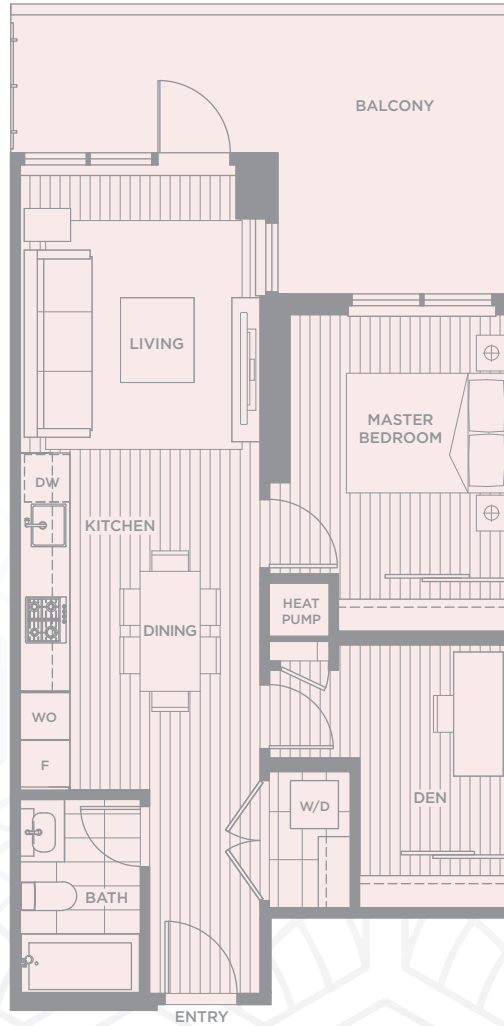 BALCONY
LIVING
MASTER
BEDROOM
DW
KITCHEN
HEAT
PUMP
DINING
WO
F
W/D
DEN
BATH
ENTRY